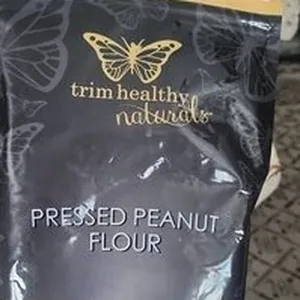 trim healthy
naturals
PRESSED PEANUT
FLOUR